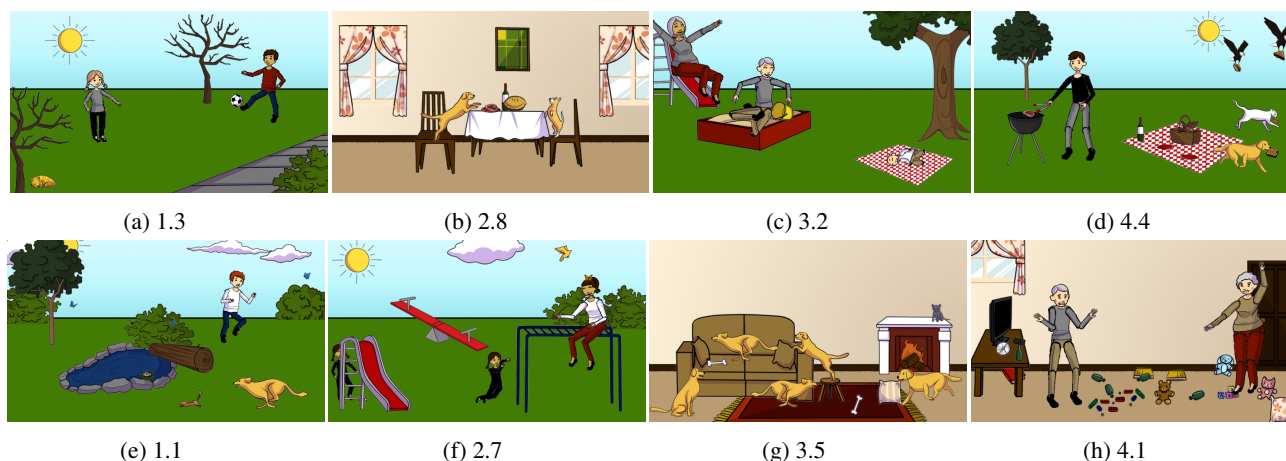 (a) 1.3
(b) 2.8
(c) 3.2
(d) 4.4
(e) 1.1
(f) 2.7
(g) 3.5
(h) 4.1